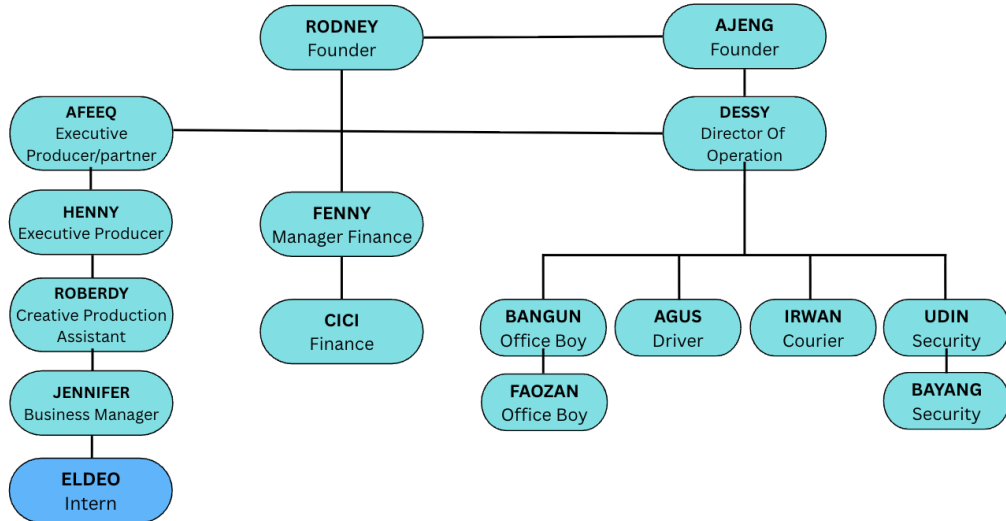 RODNEY
Founder
AJENG
Founder
AFEEQ
Executive
Producer/partner
DESSY
Director Of
Operation
HENNY
Executive Producer
FENNY
Manager Finance
ROBERDY
Creative Production
Assistant
CICI
Finance
BANGUN
Office Boy
AGUS
Driver
IRWAN
Courier
UDIN
Security
JENNIFER
Business Manager
FAOZAN
Office Boy
BAYANG
Security
ELDEO
Intern